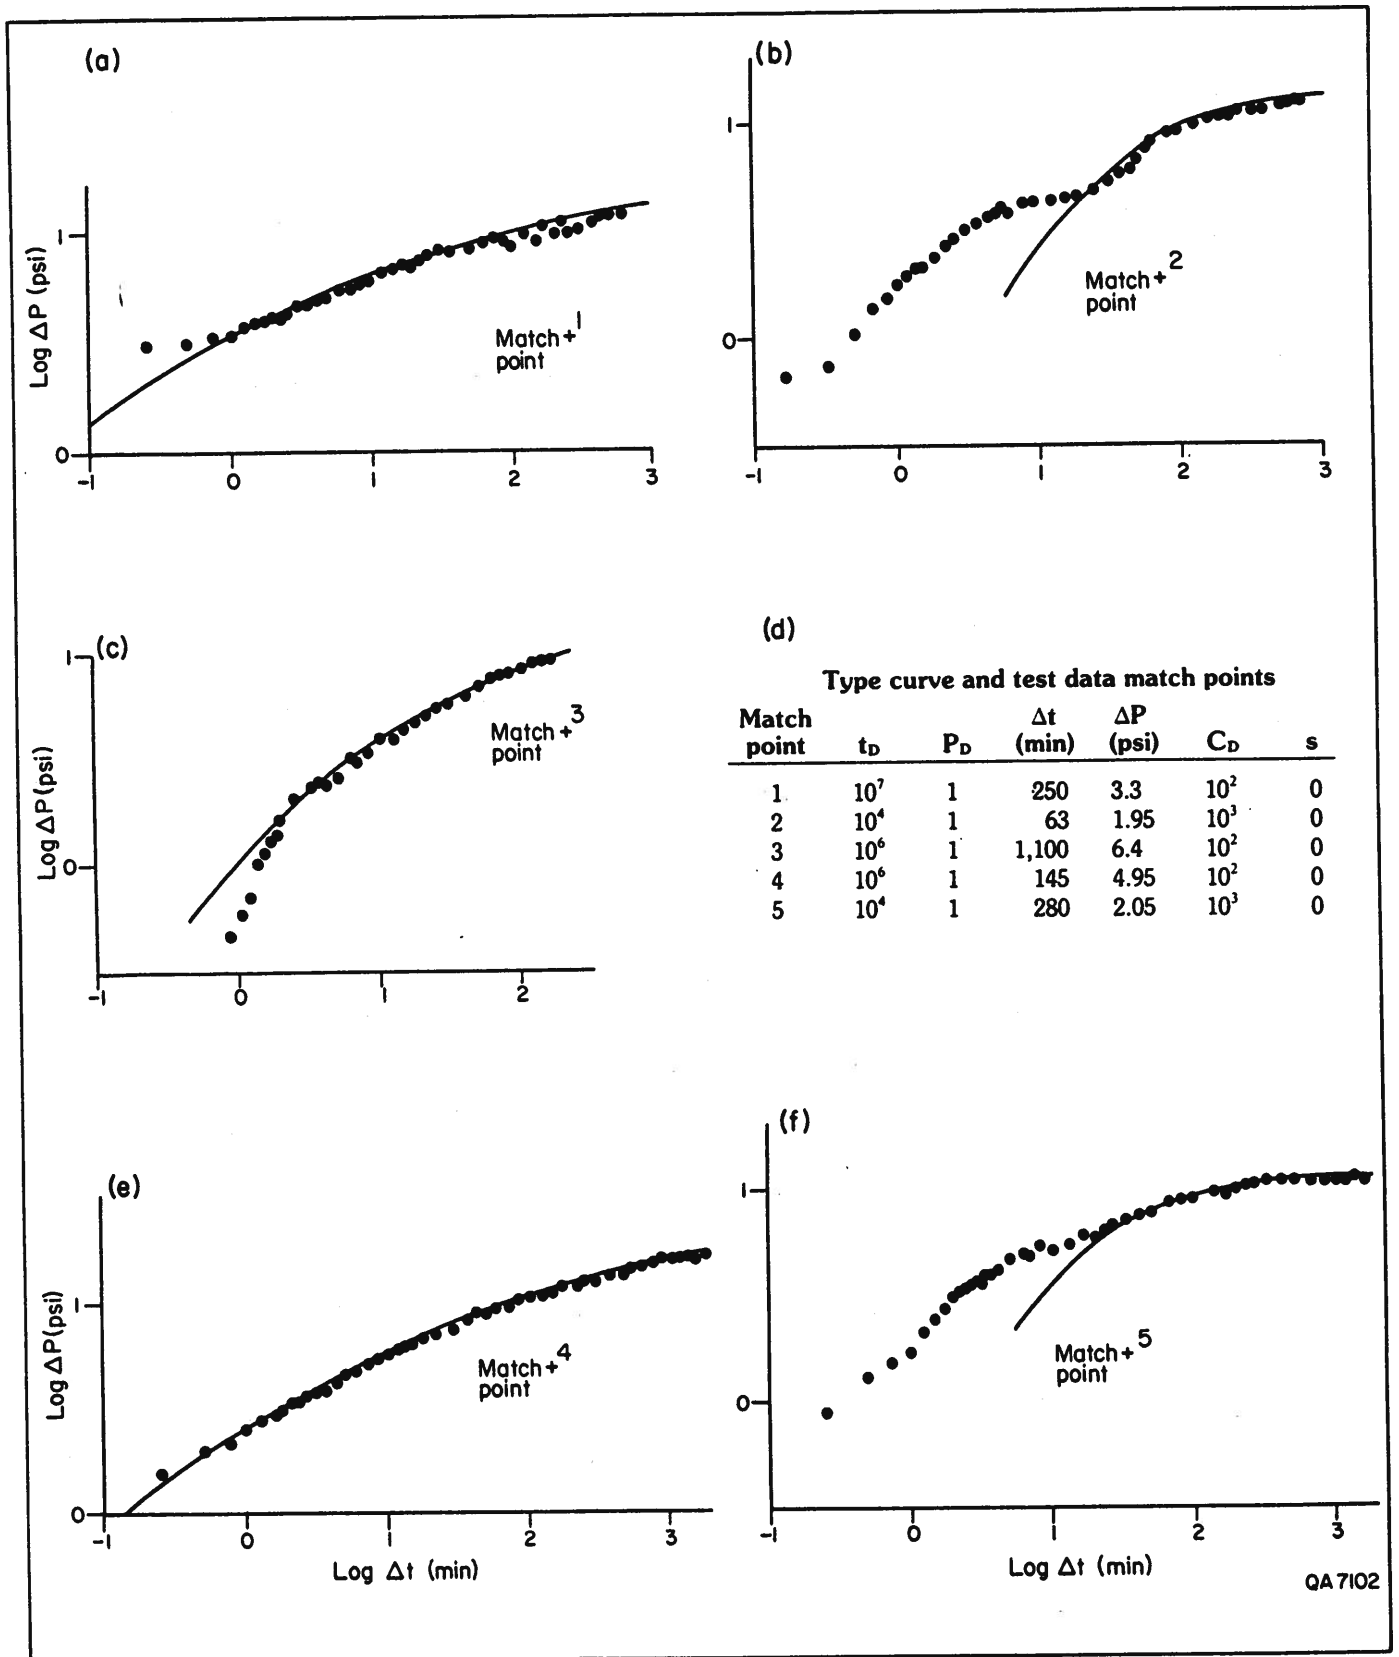 (a)
Log ΔP (psi)
1
0
-1 0 1 2 3
Match+ 1
point
(b)
1
0
-1 0 1 2 3
Match+ 2
point
(c)
Log ΔP(psi)
1
0
-1 0 1 2
Match+ 3
point
(d)
Type curve and test data match points
Match Δt ΔP
point tD PD (min) (psi) CD s
1 10⁷ 1 250 3.3 10² 0
2 10⁴ 1 63 1.95 10³ 0
3 10⁶ 1 1,100 6.4 10² 0
4 10⁶ 1 145 4.95 10² 0
5 10⁴ 1 280 2.05 10³ 0
(e)
Log ΔP(psi)
1
0
-1 0 1 2 3
Match+ 4
point
Log Δt (min)
(f)
1
0
-1 0 1 2 3
Match+ 5
point
Log Δt (min)
QA7102